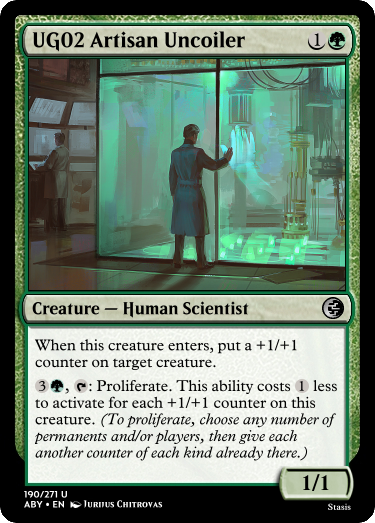 UG02 Artisan Uncoiler 1
Creature — Human Scientist
When this creature enters, put a +1/+1
counter on target creature.
3, : Proliferate. This ability costs 1 less
to activate for each +1/+1 counter on this
creature. (To proliferate, choose any number of
permanents and/or players, then give each
another counter of each kind already there.)
1/1
190/271 U
ABY • EN Jurijus Chitrovas
Stasis